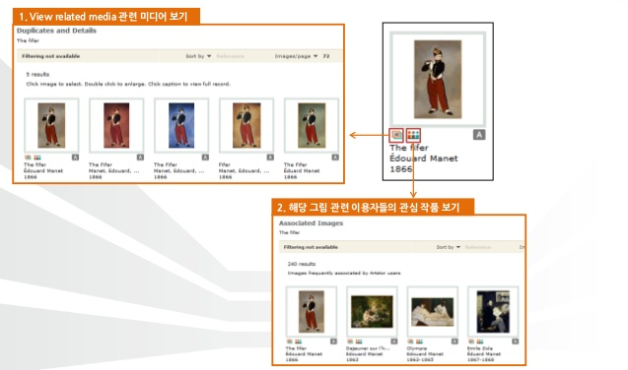 1. View related media 관련 미디어 보기
Duplicates and Details
The fifer
Filtering not available
Sort by
Relevance
Images/page
72
5 results
Click image to select. Double click to enlarge. Click caption to view full record.
The fifer
Édouard Manet
1866
The Fifer
Manet, Édouard, ...
1866
The Fifer
Manet, Édouard, ...
1866
Fifer
Manet, Édouard, ...
1866
The Fifer
Édouard Manet
1866
A
The fifer
Édouard Manet
1866
2. 해당 그림 관련 이용자들의 관심 작품 보기
Associated Images
The fifer
Filtering not available
Sort by
Relevance
240 results
Images frequently associated by Artstor users
The fifer
Édouard Manet
1866
Dejeuner sur l'h...
Édouard Manet
1863
Olympia
Édouard Manet
1863-1865
Emile Zola
Édouard Manet
1867-1868